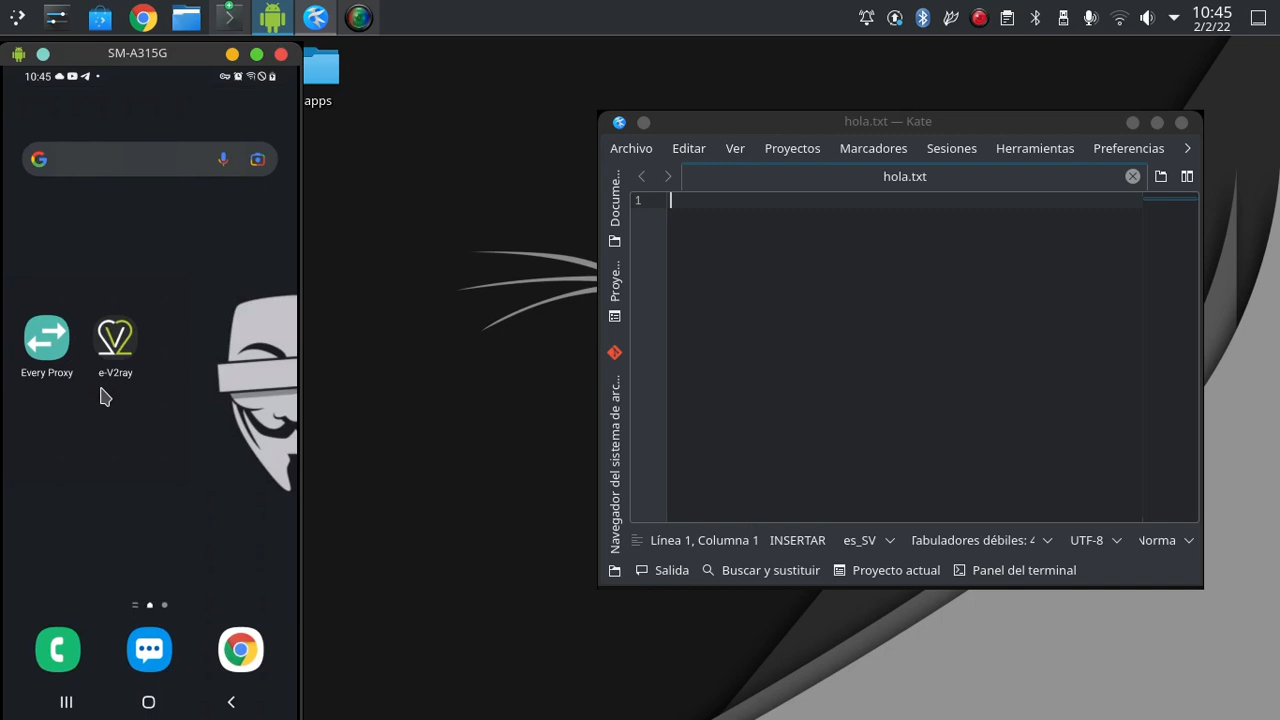 10:45
2/2/22
SM-A315G
10:45
apps
Every Proxy
e-V2ray
hola.txt — Kate
Archivo Editar Ver Proyectos Marcadores Sesiones Herramientas Preferencias
hola.txt
1
Docume...
Proye...
Navegador del sistema de arc...
Línea 1, Columna 1 INSERTAR es_SV Tabuladores débiles: 4 UTF-8 Norma
Salida Buscar y sustituir Proyecto actual Panel del terminal